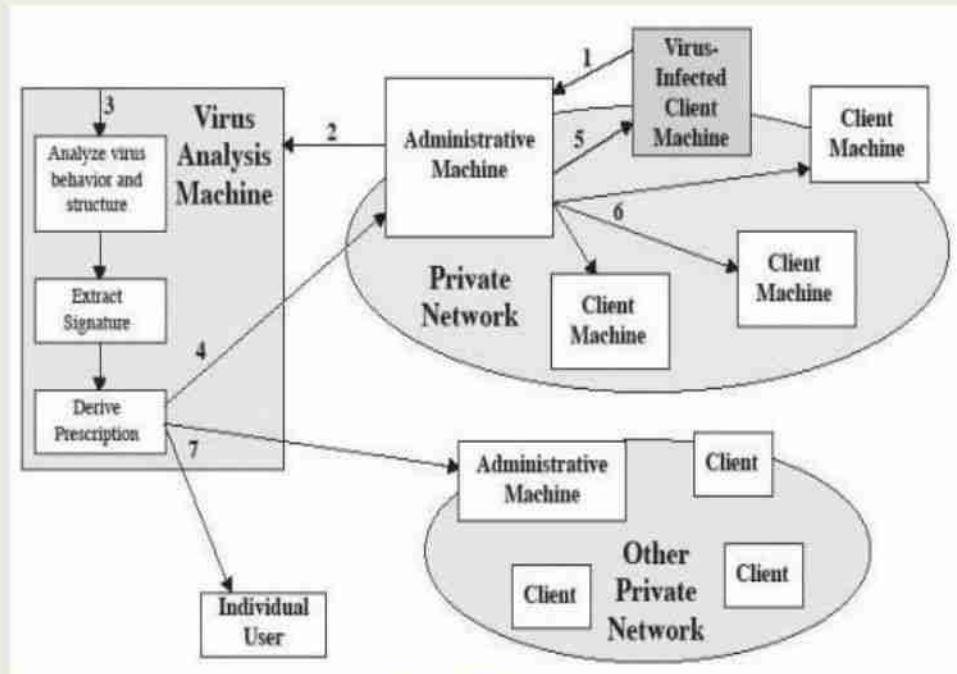 1
Virus-
Infected
Client
Machine
3
Virus
Analysis
Machine
2
Administrative
Machine
5
Client
Machine
Analyze virus
behavior and
structure
6
Client
Machine
Private
Network
Client
Machine
Extract
Signature
4
Derive
Prescription
7
Administrative
Machine
Client
Other
Private
Network
Client
Client
Individual
User